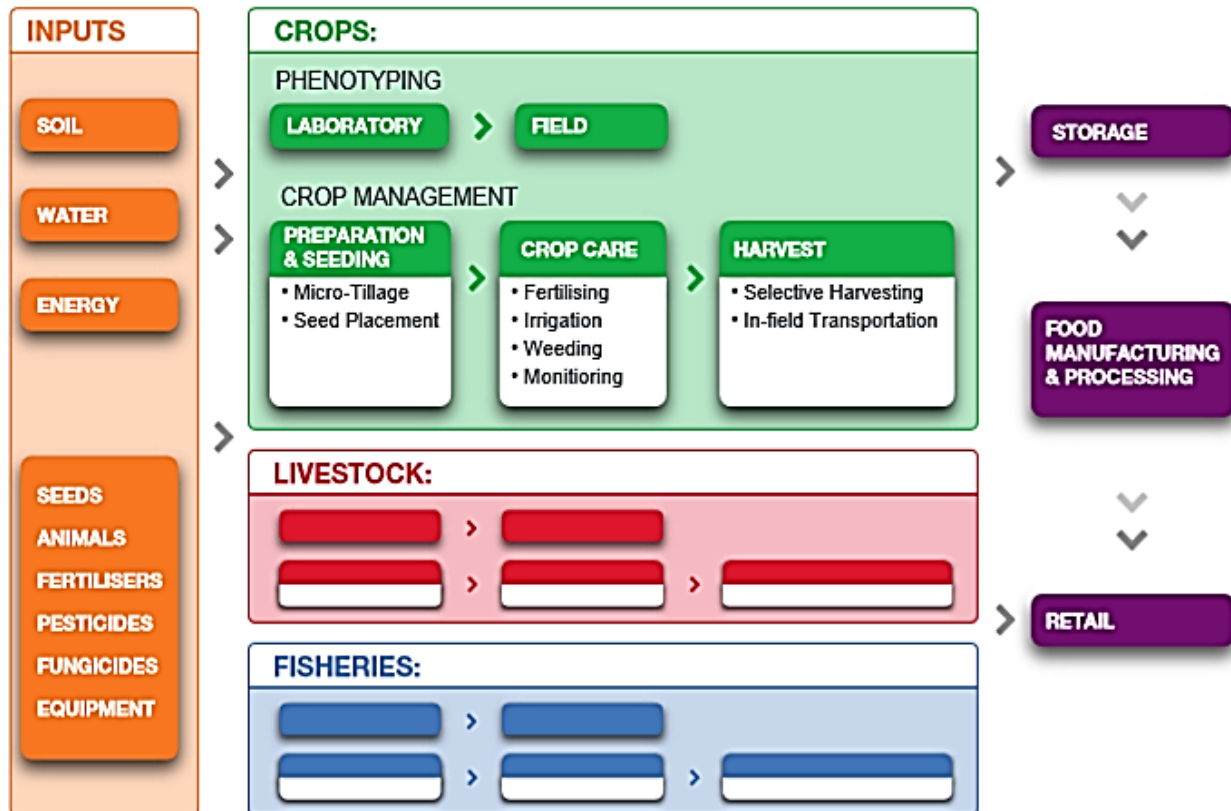 INPUTS
SOIL
WATER
ENERGY
SEEDS
ANIMALS
FERTILISERS
PESTICIDES
FUNGICIDES
EQUIPMENT
CROPS:
PHENOTYPING
LABORATORY
FIELD
CROP MANAGEMENT
PREPARATION
& SEEDING
• Micro-Tillage
• Seed Placement
CROP CARE
• Fertilising
• Irrigation
• Weeding
• Monitioring
HARVEST
• Selective Harvesting
• In-field Transportation
LIVESTOCK:
FISHERIES:
STORAGE
FOOD
MANUFACTURING
& PROCESSING
RETAIL